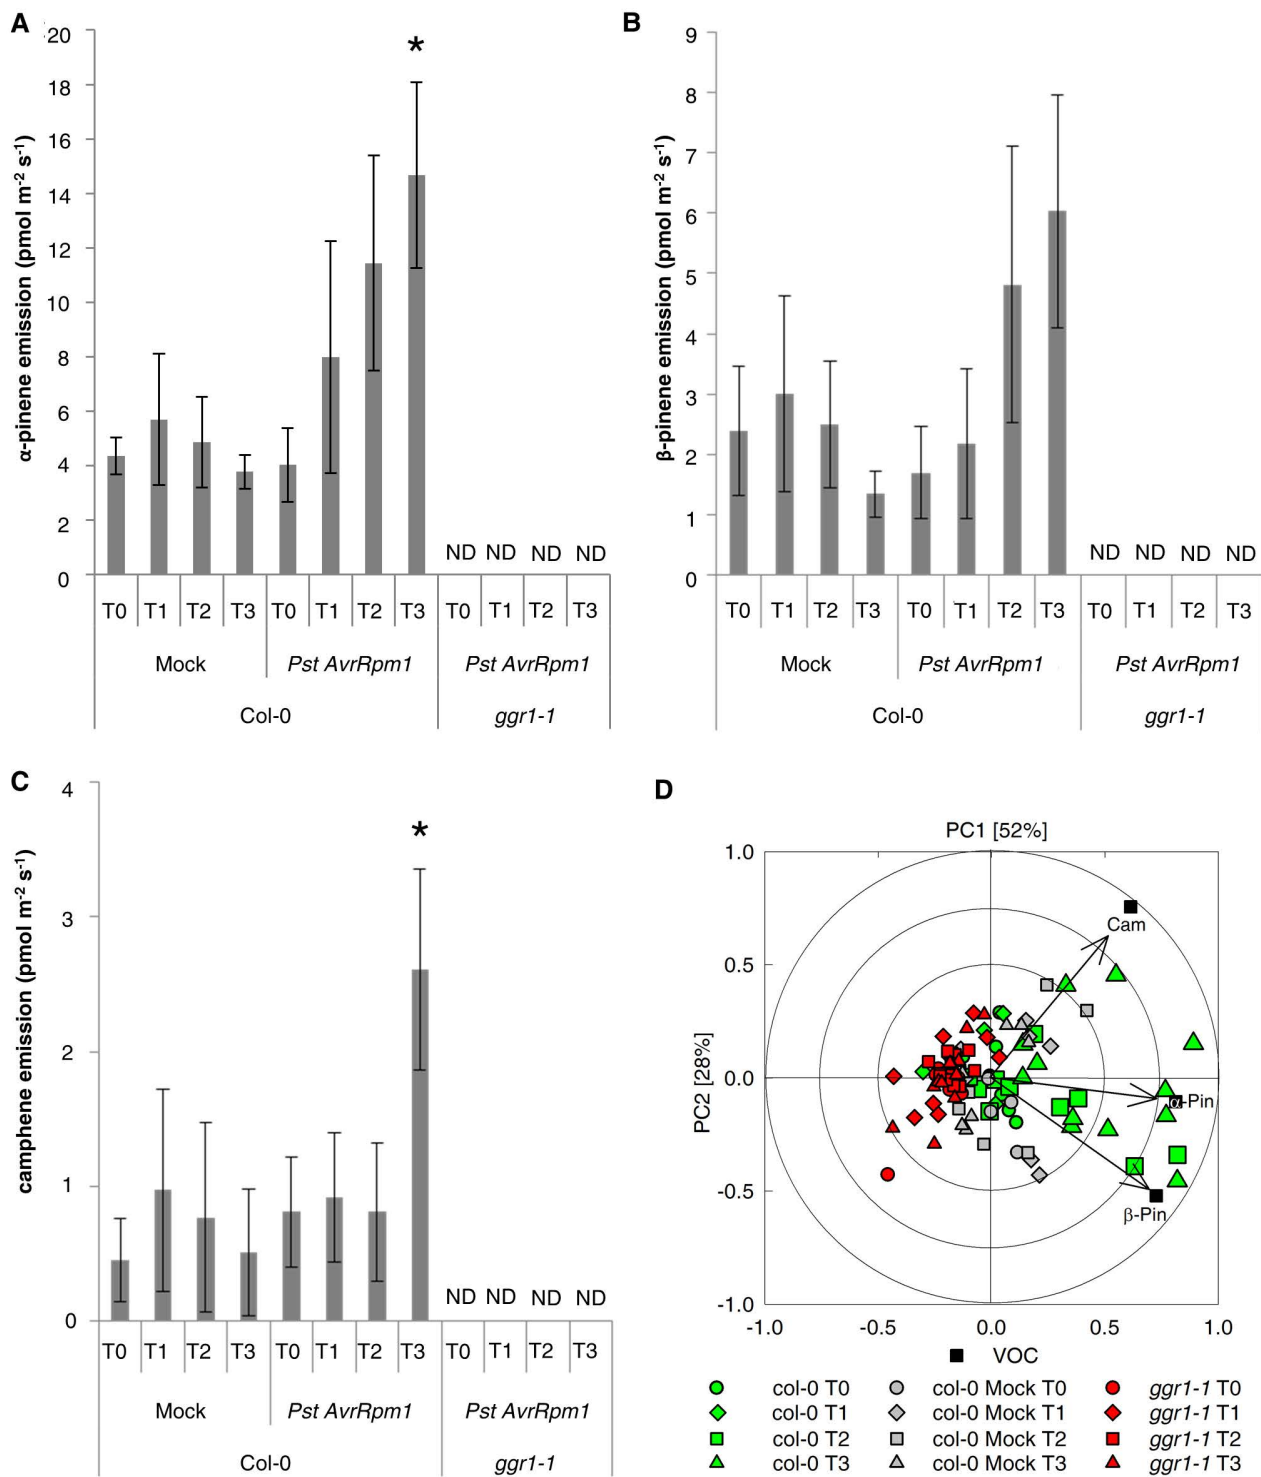 A
20
18
16
14
12
10
8
6
4
2
0
α-pinene emission (pmol m-2 s-1)
*
ND ND ND ND
T0 T1 T2 T3 T0 T1 T2 T3 T0 T1 T2 T3
Mock Pst AvrRpm1 Pst AvrRpm1
Col-0 ggr1-1
B
9
8
7
6
5
4
3
2
1
0
β-pinene emission (pmol m-2 s-1)
ND ND ND ND
T0 T1 T2 T3 T0 T1 T2 T3 T0 T1 T2 T3
Mock Pst AvrRpm1 Pst AvrRpm1
Col-0 ggr1-1
C
4
3
2
1
0
camphene emission (pmol m-2 s-1)
*
ND ND ND ND
T0 T1 T2 T3 T0 T1 T2 T3 T0 T1 T2 T3
Mock Pst AvrRpm1 Pst AvrRpm1
Col-0 ggr1-1
D
PC1 [52%]
1.0
0.5
0.0
-0.5
-1.0
PC2 [28%]
Cam
α-Pin
β-Pin
-1.0 -0.5 0.0 0.5 1.0
VOC
col-0 T0 col-0 Mock T0 ggr1-1 T0
col-0 T1 col-0 Mock T1 ggr1-1 T1
col-0 T2 col-0 Mock T2 ggr1-1 T2
col-0 T3 col-0 Mock T3 ggr1-1 T3